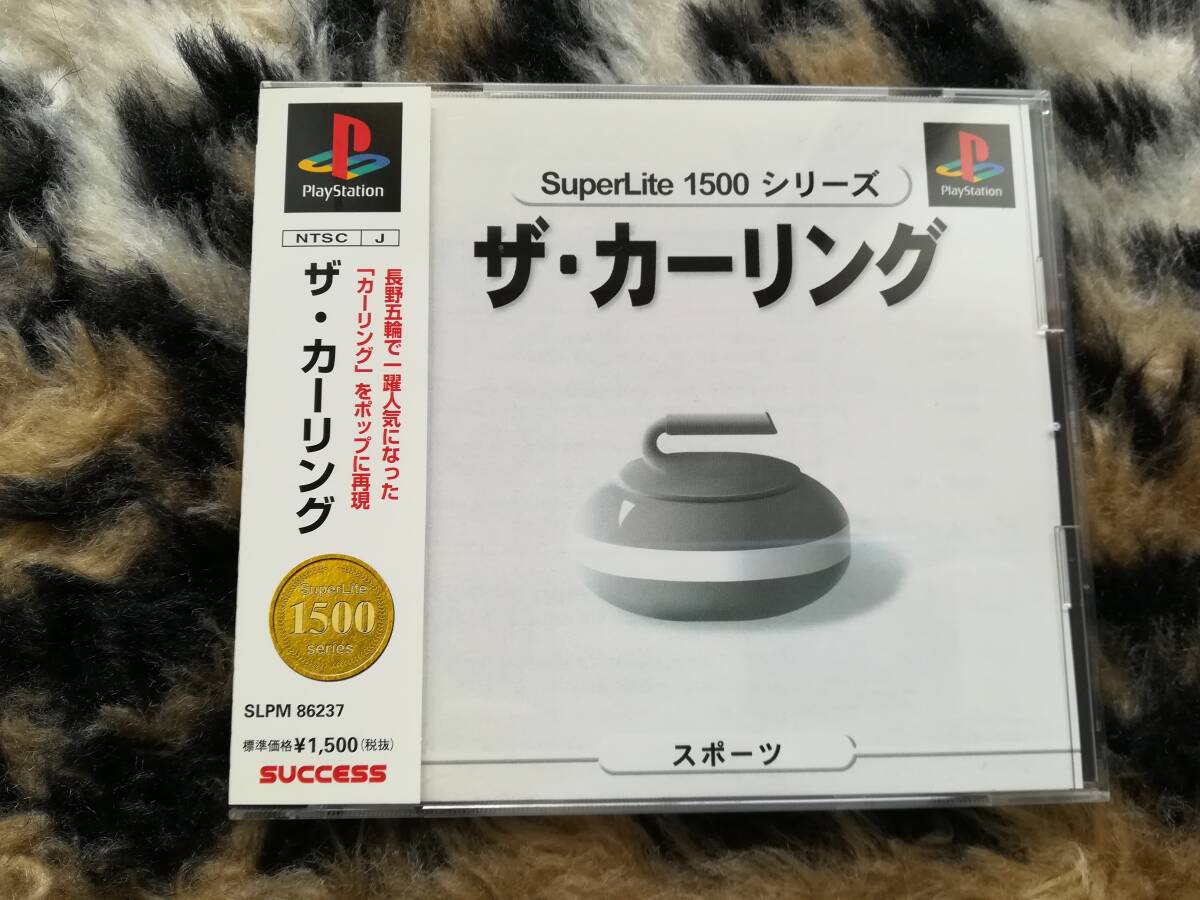 PlayStation
NTSC J
長野五輪で一躍人気になった
「カーリング」をポップに再現
ザ・カーリング
SuperLite
1500
series
SLPM 86237
標準価格¥1,500(税抜)
SUCCESS
SuperLite 1500 シリーズ
PlayStation
ザ・カーリング
スポーツ